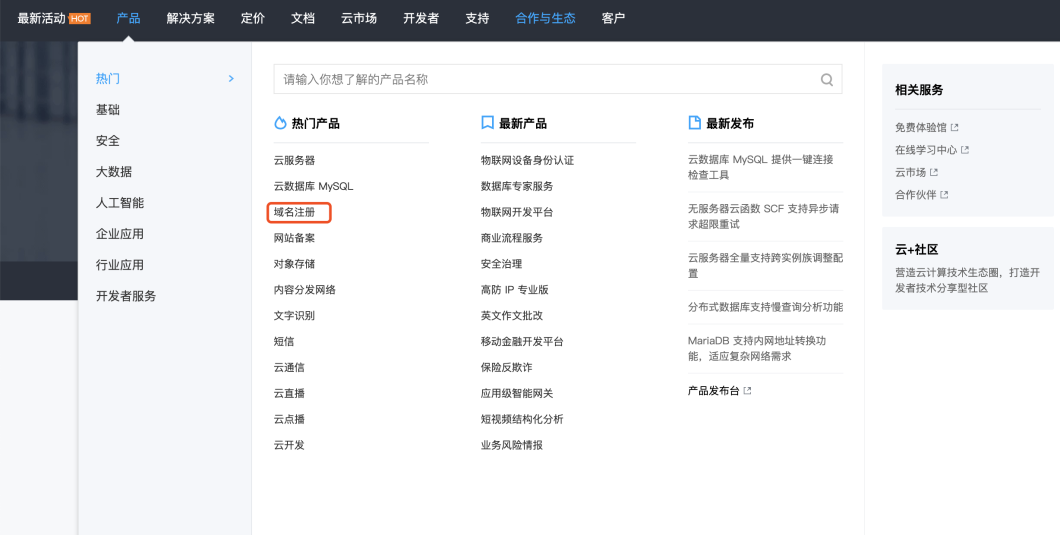 最新活动 HOT 产品 解决方案 定价 文档 云市场 开发者 支持 合作与生态 客户
热门
基础
安全
大数据
人工智能
企业应用
行业应用
开发者服务
请输入你想了解的产品名称
热门产品
云服务器
云数据库 MySQL
域名注册
网站备案
对象存储
内容分发网络
文字识别
短信
云通信
云直播
云点播
云开发
最新产品
物联网设备身份认证
数据库专家服务
物联网开发平台
商业流程服务
安全治理
高防 IP 专业版
英文作文批改
移动金融开发平台
保险反欺诈
应用级智能网关
短视频结构化分析
业务风险情报
最新发布
云数据库 MySQL 提供一键连接
检查工具
无服务器云函数 SCF 支持异步请
求超限重试
云服务器全量支持跨实例族调整配
置
分布式数据库支持慢查询分析功能
MariaDB 支持内网地址转换功
能，适应复杂网络需求
产品发布台
相关服务
免费体验馆
在线学习中心
云市场
合作伙伴
云+社区
营造云计算技术生态圈，打造开
发者技术分享型社区